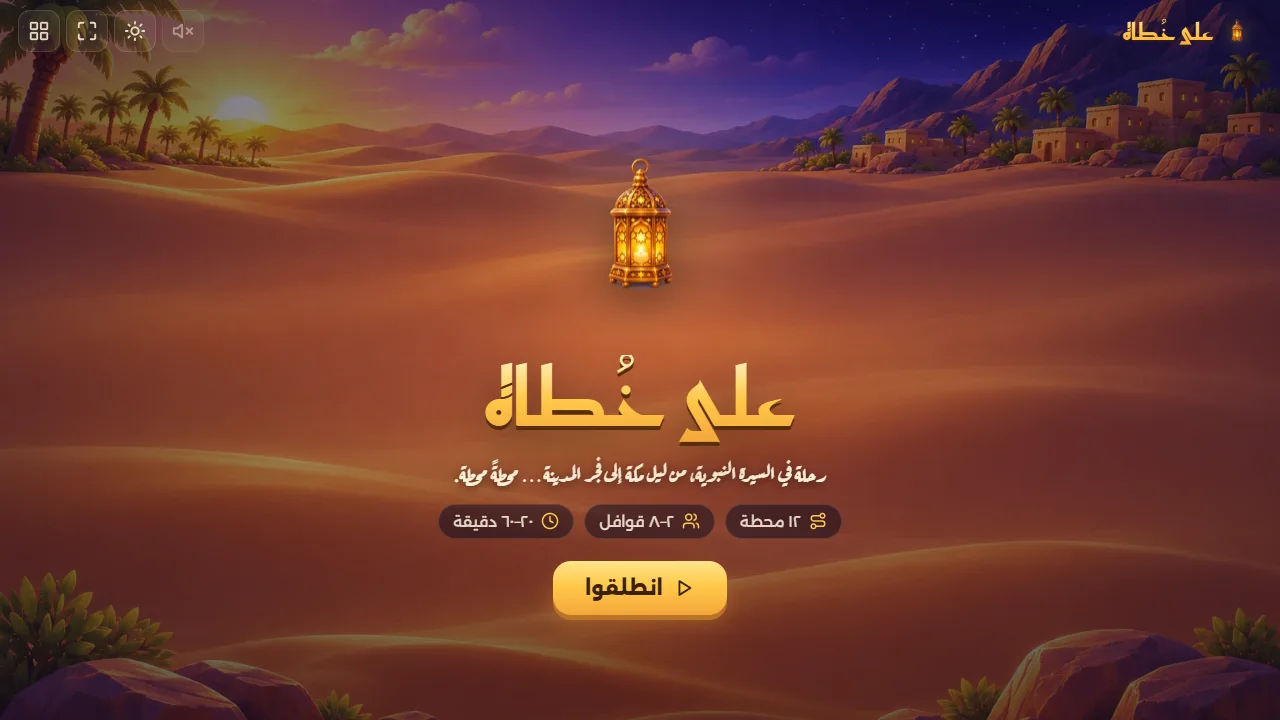 على خُطاهُ
على خُطاهُ
رحلة في السيرة النبوية، من ليل مكة إلى فجر المدينة... محطةً محطة.
١٢ محطة
٢–٨ قوافل
٢٠–٦٠ دقيقة
انطلقوا